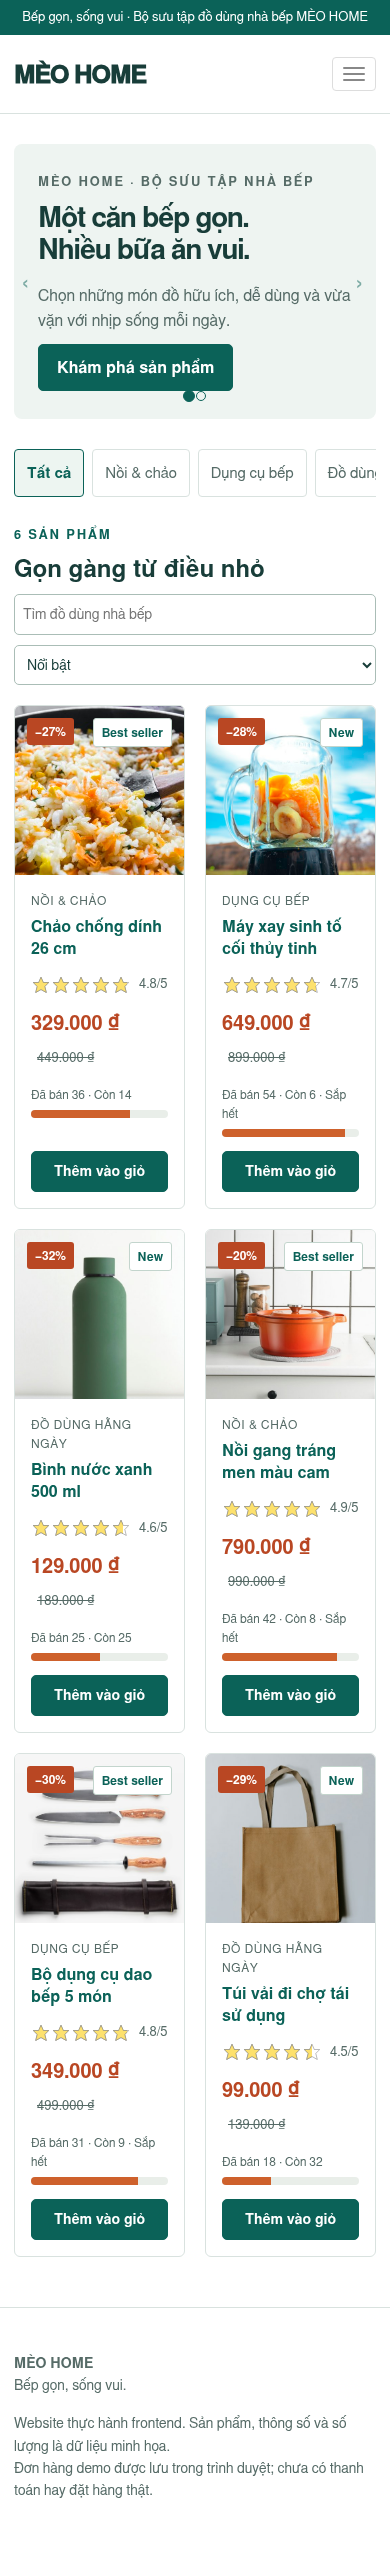 Bếp gọn, sống vui · Bộ sưu tập đồ dùng nhà bếp MÈO HOME
MÈO HOME
MÈO HOME · BỘ SƯU TẬP NHÀ BẾP
Một căn bếp gọn.
Nhiều bữa ăn vui.
‹
›
Chọn những món đồ hữu ích, dễ dùng và vừa
vặn với nhịp sống mỗi ngày.
Khám phá sản phẩm
Tất cả
Nồi & chảo
Dụng cụ bếp
Đồ dùng
6 SẢN PHẨM
Gọn gàng từ điều nhỏ
Tìm đồ dùng nhà bếp
Nổi bật
−27%
Best seller
NỒI & CHẢO
Chảo chống dính
26 cm
4.8/5
329.000 ₫
449.000 ₫
Đã bán 36 · Còn 14
Thêm vào giỏ
−28%
New
DỤNG CỤ BẾP
Máy xay sinh tố
cối thủy tinh
4.7/5
649.000 ₫
899.000 ₫
Đã bán 54 · Còn 6 · Sắp
hết
Thêm vào giỏ
−32%
New
ĐỒ DÙNG HẰNG
NGÀY
Bình nước xanh
500 ml
4.6/5
129.000 ₫
189.000 ₫
Đã bán 25 · Còn 25
Thêm vào giỏ
−20%
Best seller
NỒI & CHẢO
Nồi gang tráng
men màu cam
4.9/5
790.000 ₫
990.000 ₫
Đã bán 42 · Còn 8 · Sắp
hết
Thêm vào giỏ
−30%
Best seller
DỤNG CỤ BẾP
Bộ dụng cụ dao
bếp 5 món
4.8/5
349.000 ₫
499.000 ₫
Đã bán 31 · Còn 9 · Sắp
hết
Thêm vào giỏ
−29%
New
ĐỒ DÙNG HẰNG
NGÀY
Túi vải đi chợ tái
sử dụng
4.5/5
99.000 ₫
139.000 ₫
Đã bán 18 · Còn 32
Thêm vào giỏ
MÈO HOME
Bếp gọn, sống vui.
Website thực hành frontend. Sản phẩm, thông số và số
lượng là dữ liệu minh họa.
Đơn hàng demo được lưu trong trình duyệt; chưa có thanh
toán hay đặt hàng thật.